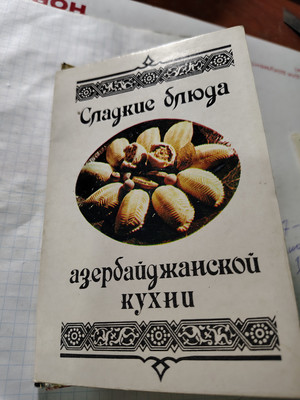 Сладкие блюда
азербайджанской
кухни